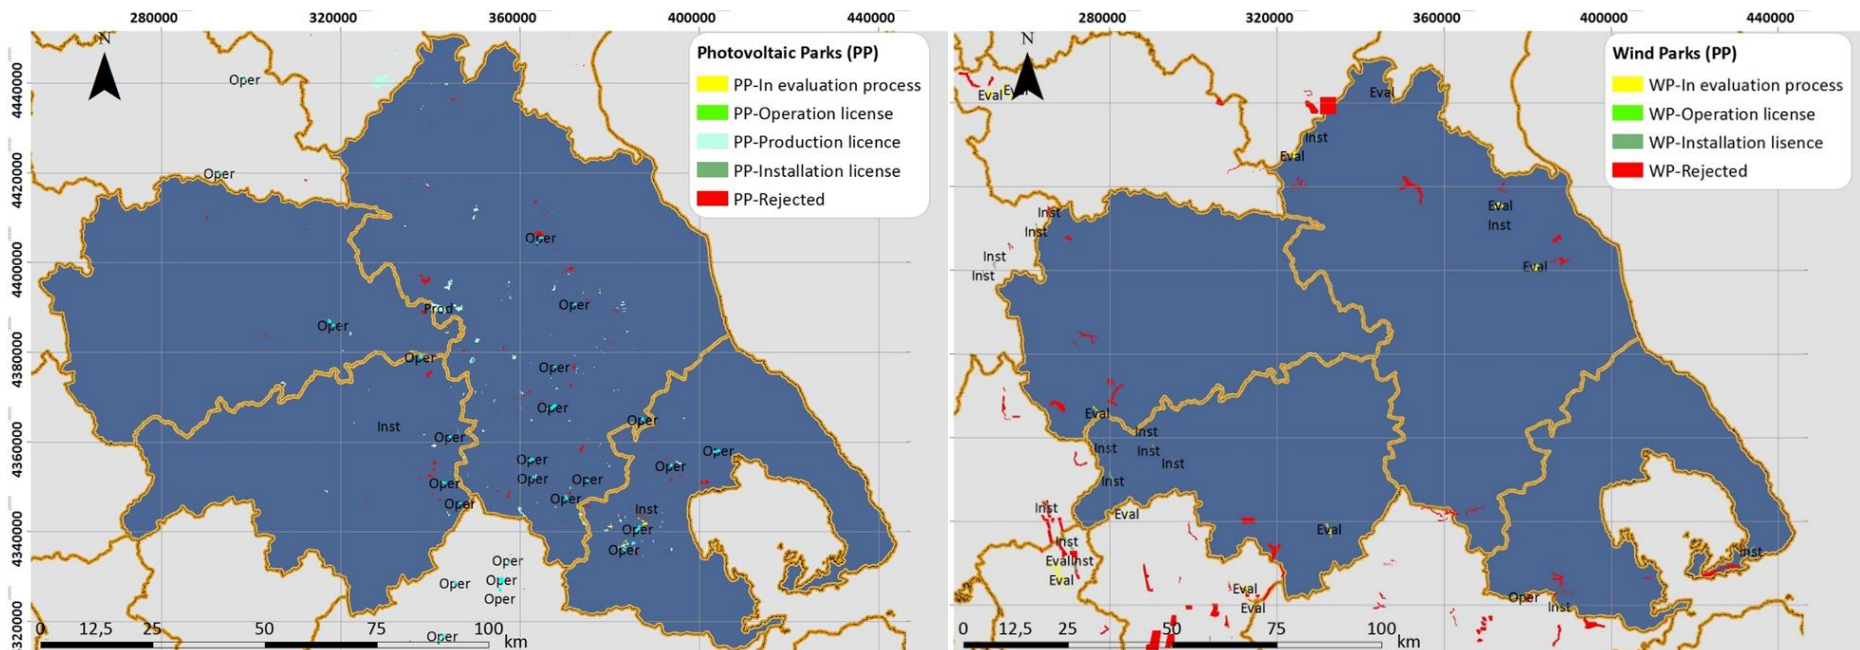 280000 320000 360000 400000 440000
N
Photovoltaic Parks (PP)
PP-In evaluation process
PP-Operation license
PP-Production licence
PP-Installation license
PP-Rejected
4440000
4420000
4400000
4380000
4360000
4340000
4320000
Oper
Oper
Oper
Oper
Prod
Oper
Oper
Oper
Oper
Oper
Inst
Oper
Oper
Oper
Oper
Oper
Oper
Oper
Oper
Oper
Oper
Inst
Oper
Oper
Oper
Oper
Oper
Oper
Oper
0 12,5 25 50 75 100
km
280000 320000 360000 400000 440000
N
Wind Parks (PP)
WP-In evaluation process
WP-Operation license
WP-Installation lisence
WP-Rejected
Eval
Eval
Inst
Eval
Inst
Eval
Inst
Inst
Inst
Eval
Inst
Eval
Eval
Inst
Inst
Inst
Inst
Inst
Inst
Eval
Eval
Inst
Eval
Inst
Eval
Inst
Eval
Eval
Oper
Inst
0 12,5 25 50 75 100
km